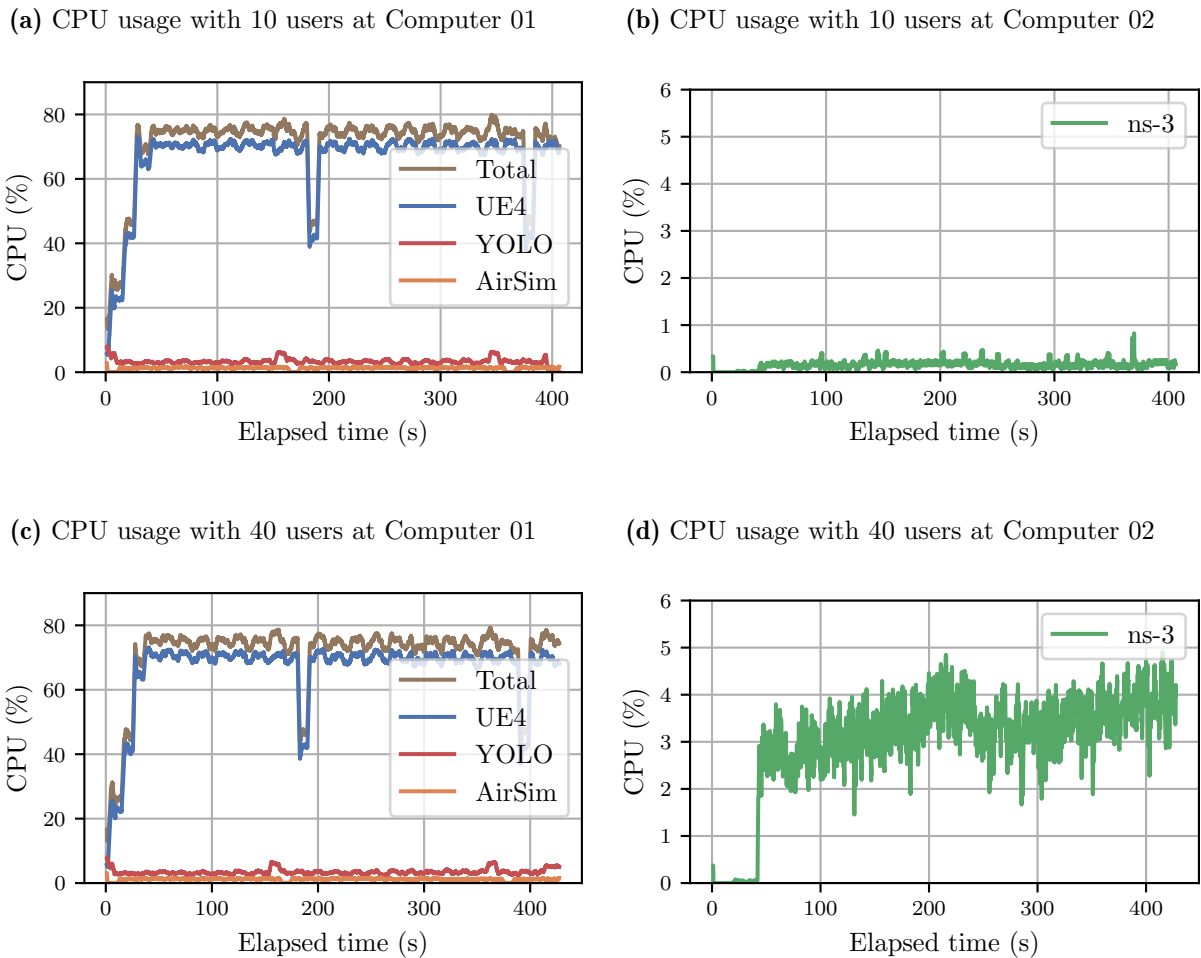 (a) CPU usage with 10 users at Computer 01
80
60
40
20
0
CPU (%)
Total
UE4
YOLO
AirSim
0 100 200 300 400
Elapsed time (s)
(b) CPU usage with 10 users at Computer 02
6
5
4
3
2
1
0
CPU (%)
ns-3
0 100 200 300 400
Elapsed time (s)
(c) CPU usage with 40 users at Computer 01
80
60
40
20
0
CPU (%)
Total
UE4
YOLO
AirSim
0 100 200 300 400
Elapsed time (s)
(d) CPU usage with 40 users at Computer 02
6
5
4
3
2
1
0
CPU (%)
ns-3
0 100 200 300 400
Elapsed time (s)